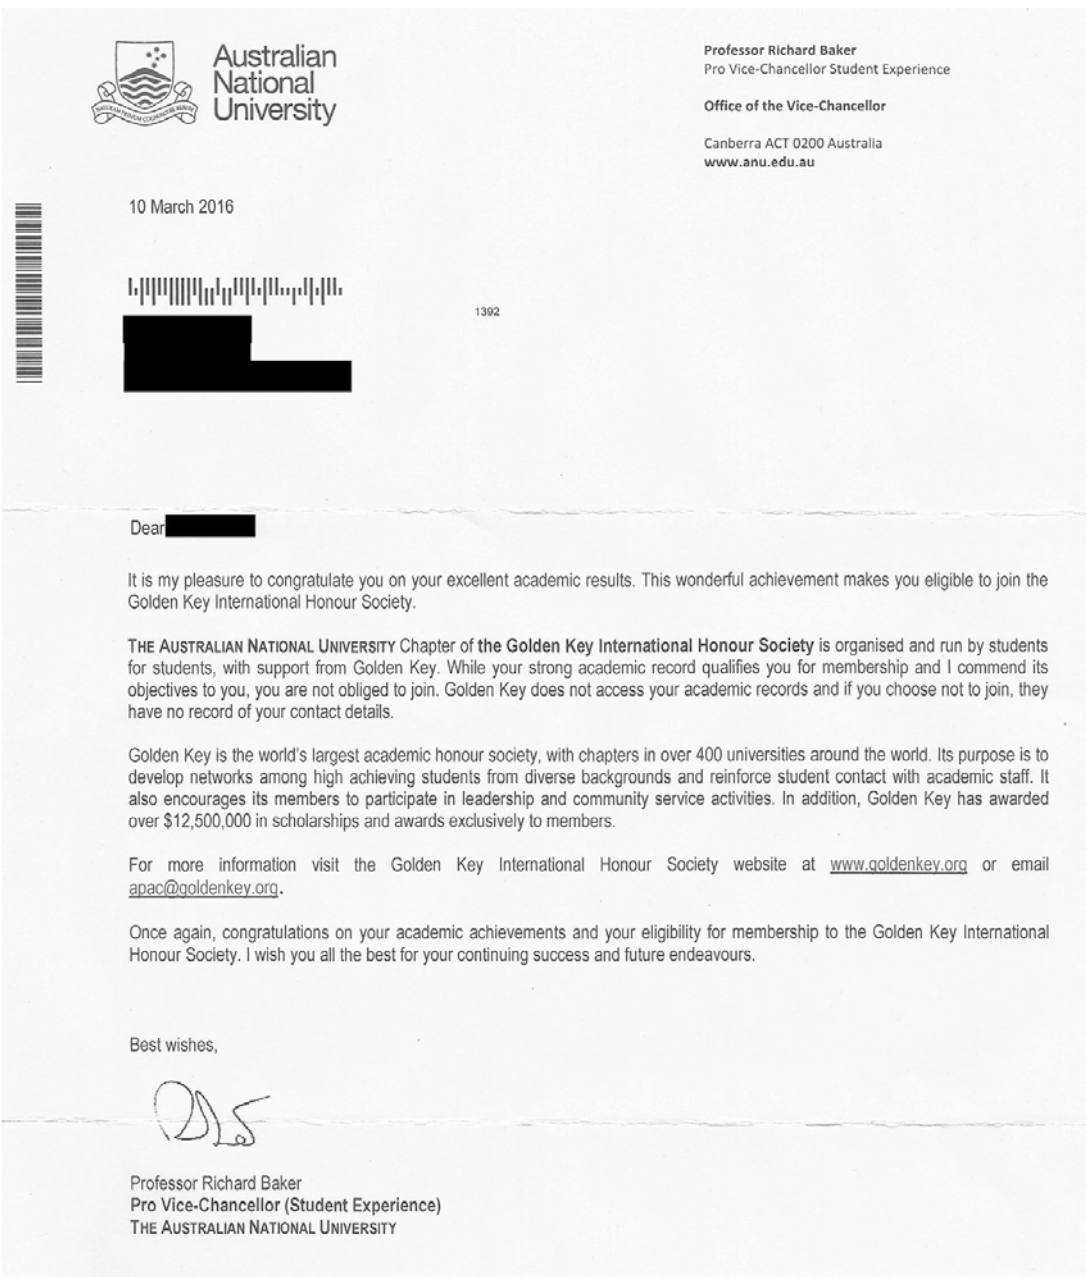 Australian
National
University
Professor Richard Baker
Pro Vice-Chancellor Student Experience
Office of the Vice-Chancellor
Canberra ACT 0200 Australia
www.anu.edu.au
10 March 2016
1392
Dear
It is my pleasure to congratulate you on your excellent academic results. This wonderful achievement makes you eligible to join the
Golden Key International Honour Society.
THE AUSTRALIAN NATIONAL UNIVERSITY Chapter of the Golden Key International Honour Society is organised and run by students
for students, with support from Golden Key. While your strong academic record qualifies you for membership and I commend its
objectives to you, you are not obliged to join. Golden Key does not access your academic records and if you choose not to join, they
have no record of your contact details.
Golden Key is the world's largest academic honour society, with chapters in over 400 universities around the world. Its purpose is to
develop networks among high achieving students from diverse backgrounds and reinforce student contact with academic staff. It
also encourages its members to participate in leadership and community service activities. In addition, Golden Key has awarded
over $12,500,000 in scholarships and awards exclusively to members.
For more information visit the Golden Key International Honour Society website at www.goldenkey.org or email
apac@goldenkey.org.
Once again, congratulations on your academic achievements and your eligibility for membership to the Golden Key International
Honour Society. I wish you all the best for your continuing success and future endeavours.
Best wishes,
Professor Richard Baker
Pro Vice-Chancellor (Student Experience)
THE AUSTRALIAN NATIONAL UNIVERSITY